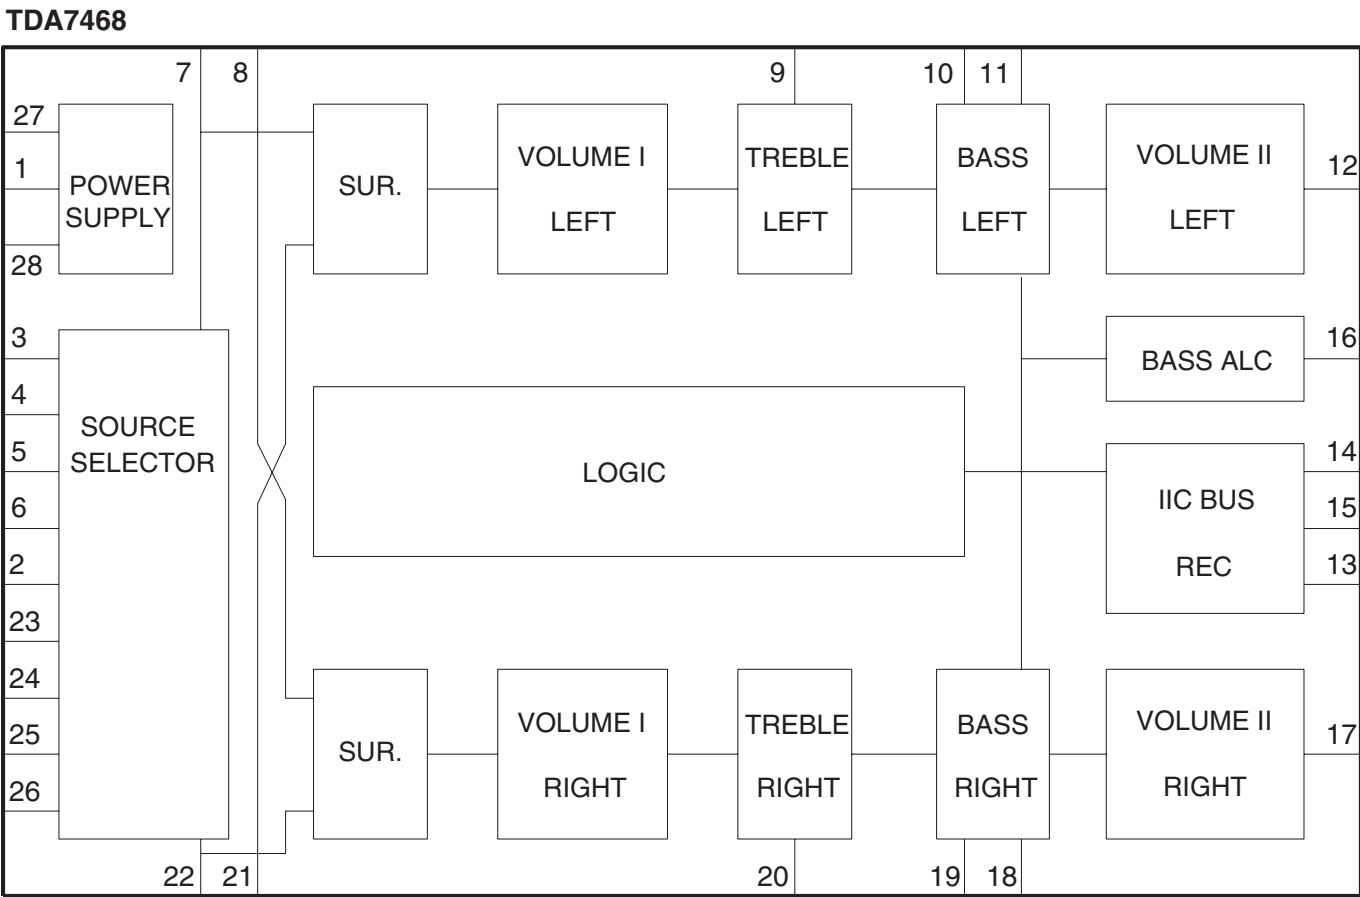 TDA7468
7
8
9
10
11
27
1
28
POWER
SUPPLY
SUR.
VOLUME I
LEFT
TREBLE
LEFT
BASS
LEFT
VOLUME II
LEFT
12
3
4
5
6
2
23
24
25
26
SOURCE
SELECTOR
LOGIC
BASS ALC
16
IIC BUS
REC
14
15
13
SUR.
VOLUME I
RIGHT
TREBLE
RIGHT
BASS
RIGHT
VOLUME II
RIGHT
17
22
21
20
19
18